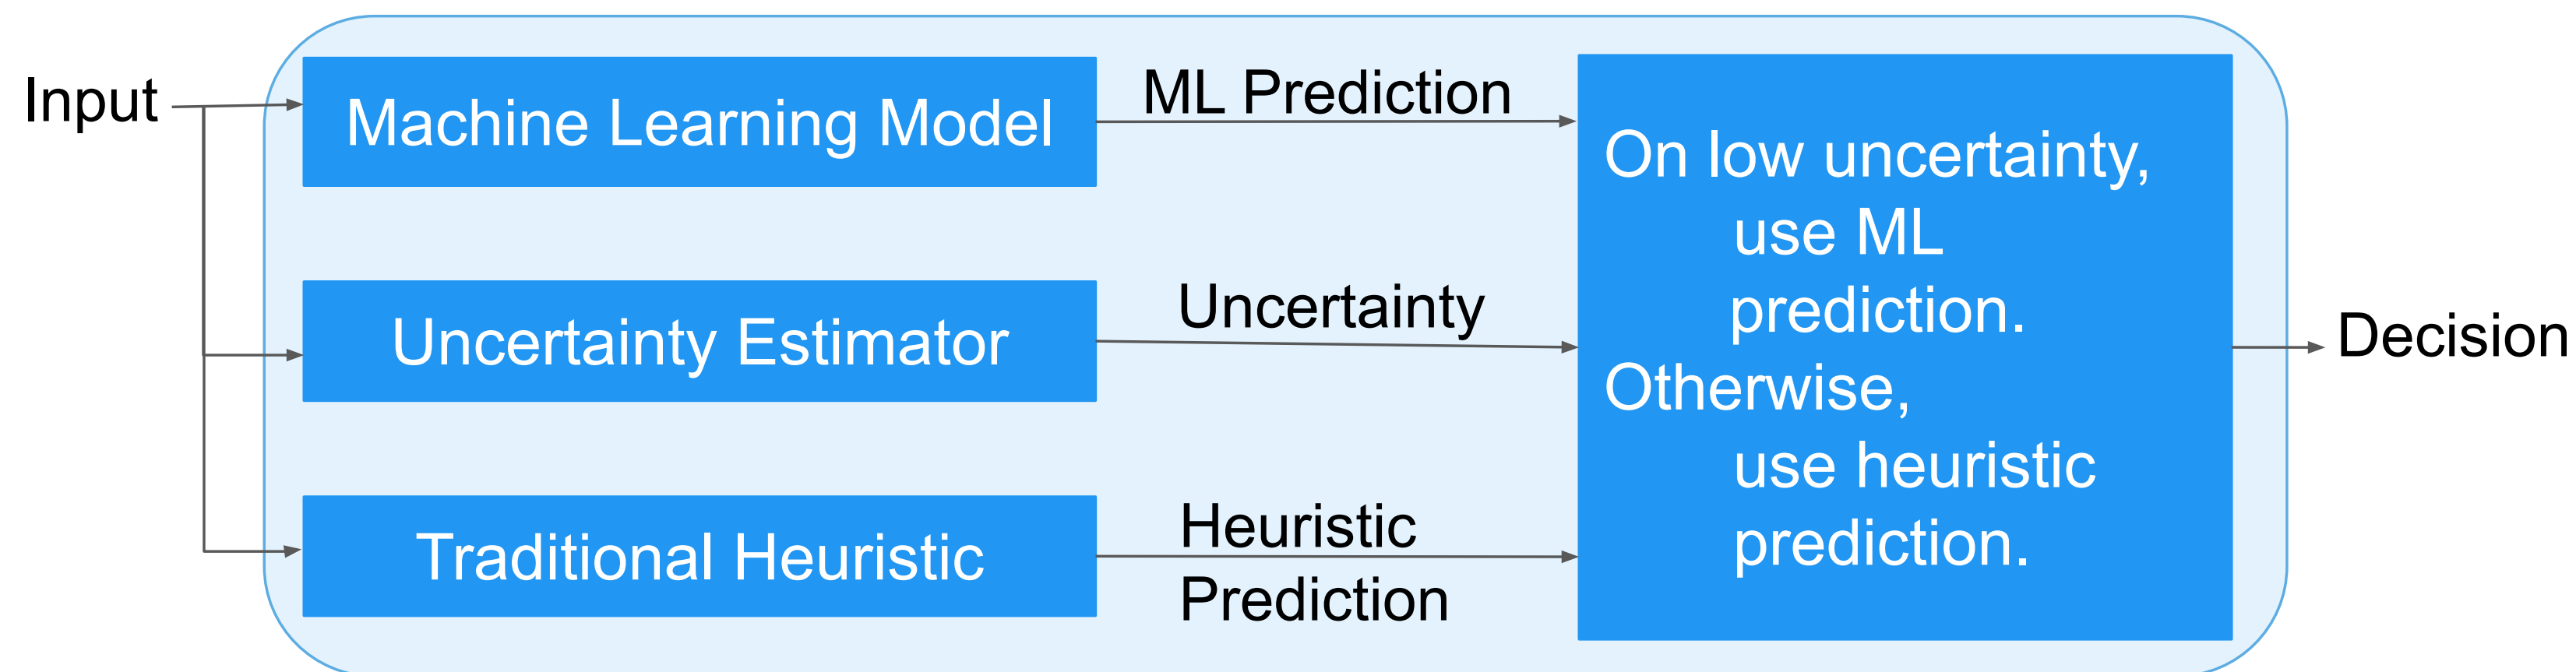 Input
Machine Learning Model
ML Prediction
Uncertainty Estimator
Uncertainty
Traditional Heuristic
Heuristic
Prediction
On low uncertainty,
use ML
prediction.
Otherwise,
use heuristic
prediction.
Decision